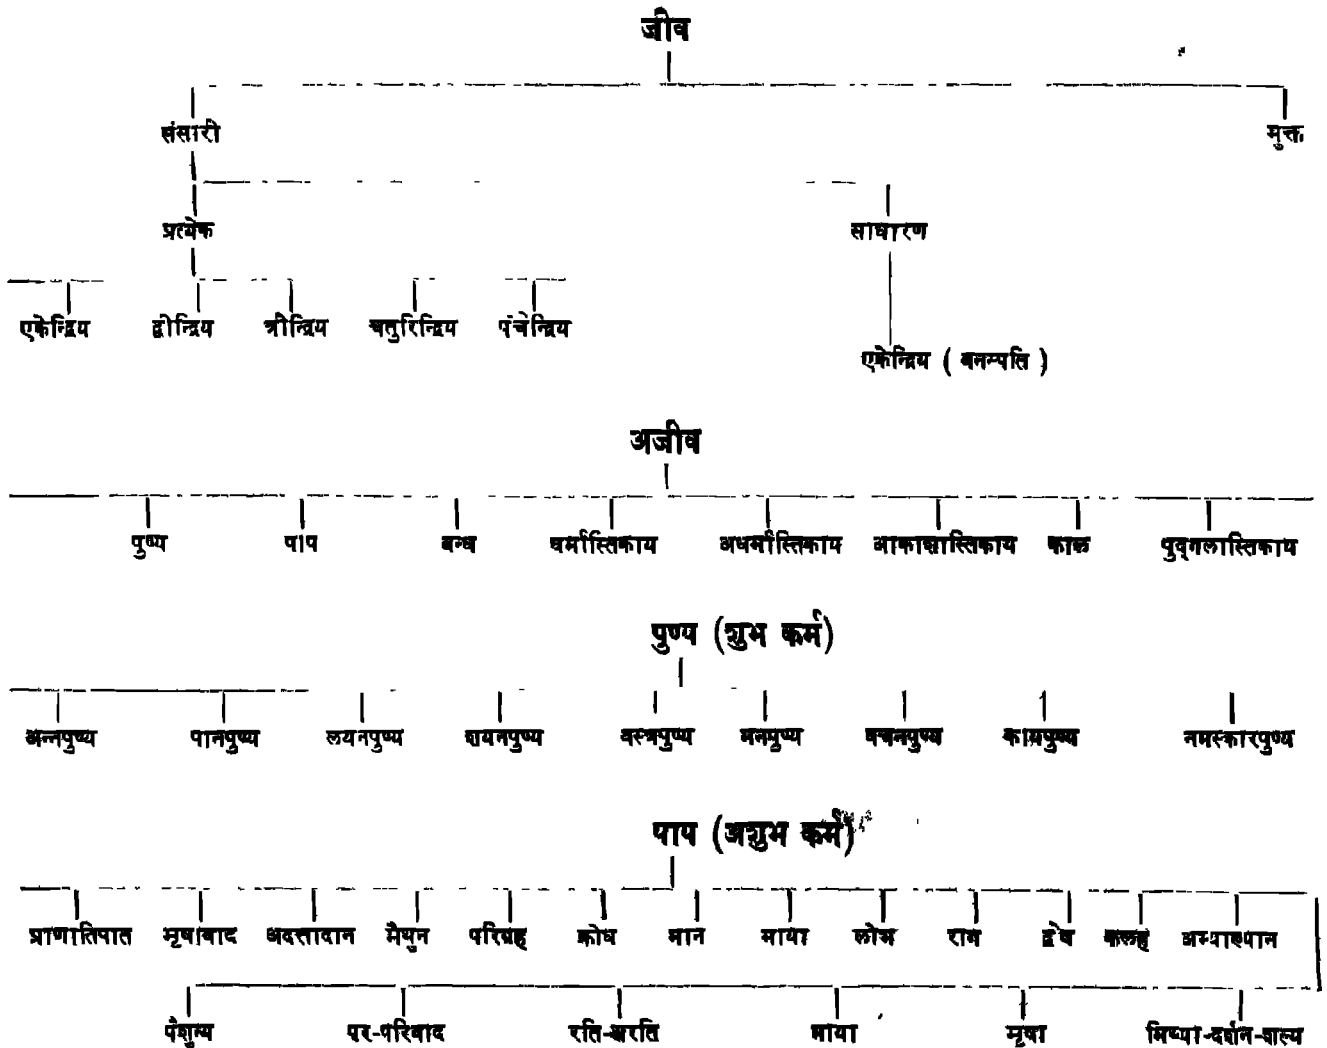 जीव
संसारी मुक्त
प्रत्येक साधारण
एकेन्द्रिय द्वीन्द्रिय त्रीन्द्रिय चतुरिन्द्रिय पंचेन्द्रिय
एकेन्द्रिय ( वनस्पति )
अजीव
पुण्य पाप बन्ध धर्मास्तिकाय अधर्मास्तिकाय आकाशास्तिकाय काल पुद्गलास्तिकाय
पुण्य (शुभ कर्म)
अन्नपुण्य पानपुण्य लयनपुण्य शयनपुण्य वस्त्रपुण्य मनपुण्य वचनपुण्य कायपुण्य नमस्कारपुण्य
पाप (अशुभ कर्म)
प्राणातिपात मृषावाद अदत्तादान मैथुन परिग्रह क्रोध मान माया लोभ राग द्वेष कलह अभ्याख्यान
पैशुन्य पर-परिवाद रति-अरति माया मृषा मिथ्या-दर्शन-शल्य